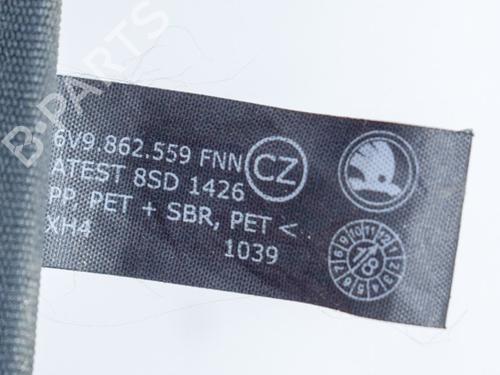 6V9.862.559 FNN
CZ
ATEST 8SD 1426
PP, PET + SBR, PET <
XH4
1039
18
B-PARTS